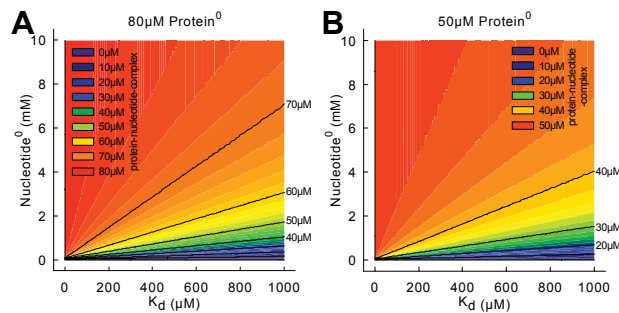 A
80μM Protein⁰
Nucleotide⁰ (mM)
10
8
6
4
2
0
0μM
10μM
20μM
30μM
40μM
50μM
60μM
70μM
80μM
protein-nucleotide-complex
70μM
60μM
50μM
40μM
0
200
400
600
800
1000
K_d (μM)
B
50μM Protein⁰
Nucleotide⁰ (mM)
10
8
6
4
2
0
0μM
10μM
20μM
30μM
40μM
50μM
protein-nucleotide
-complex
40μM
30μM
20μM
0
200
400
600
800
1000
K_d (μM)